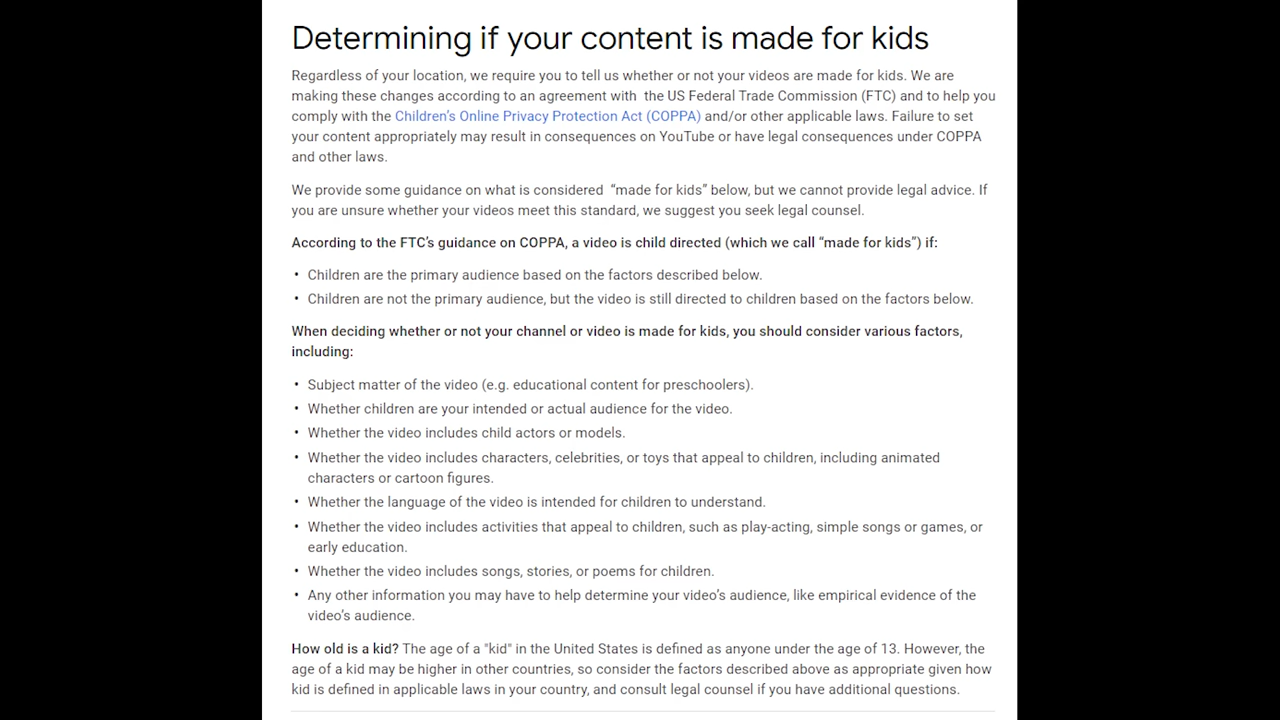 Determining if your content is made for kids
Regardless of your location, we require you to tell us whether or not your videos are made for kids. We are
making these changes according to an agreement with  the US Federal Trade Commission (FTC) and to help you
comply with the Children’s Online Privacy Protection Act (COPPA) and/or other applicable laws. Failure to set
your content appropriately may result in consequences on YouTube or have legal consequences under COPPA
and other laws.
We provide some guidance on what is considered  “made for kids” below, but we cannot provide legal advice. If
you are unsure whether your videos meet this standard, we suggest you seek legal counsel.
According to the FTC’s guidance on COPPA, a video is child directed (which we call “made for kids”) if:
• Children are the primary audience based on the factors described below.
• Children are not the primary audience, but the video is still directed to children based on the factors below.
When deciding whether or not your channel or video is made for kids, you should consider various factors,
including:
• Subject matter of the video (e.g. educational content for preschoolers).
• Whether children are your intended or actual audience for the video.
• Whether the video includes child actors or models.
• Whether the video includes characters, celebrities, or toys that appeal to children, including animated
characters or cartoon figures.
• Whether the language of the video is intended for children to understand.
• Whether the video includes activities that appeal to children, such as play-acting, simple songs or games, or
early education.
• Whether the video includes songs, stories, or poems for children.
• Any other information you may have to help determine your video’s audience, like empirical evidence of the
video’s audience.
How old is a kid? The age of a "kid" in the United States is defined as anyone under the age of 13. However, the
age of a kid may be higher in other countries, so consider the factors described above as appropriate given how
kid is defined in applicable laws in your country, and consult legal counsel if you have additional questions.